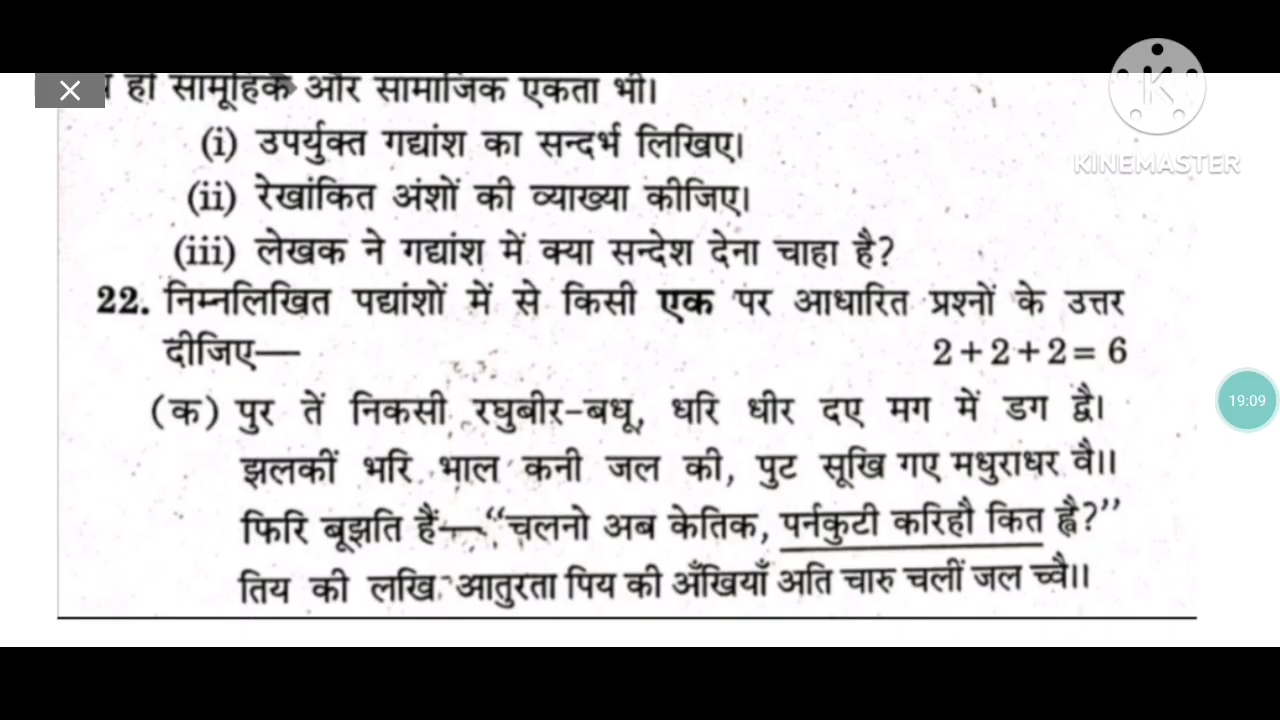 हो सामूहिक और सामाजिक एकता भी।
(i) उपर्युक्त गद्यांश का सन्दर्भ लिखिए।
(ii) रेखांकित अंशों की व्याख्या कीजिए।
(iii) लेखक ने गद्यांश में क्या सन्देश देना चाहा है?
22. निम्नलिखित पद्यांशों में से किसी एक पर आधारित प्रश्नों के उत्तर
दीजिए— 2+2+2= 6
(क) पुर तें निकसी रघुबीर-बधू, धरि धीर दए मग में डग द्वै।
झलकीं भरि भाल कनी जल की, पुट सूखि गए मधुराधर वै।।
फिरि बूझति हैं—“चलनो अब केतिक, पर्नकुटी करिहौ कित ह्वै?”
तिय की लखि आतुरता पिय की अँखियाँ अति चारु चलीं जल च्वै।।
KINEMASTER
19:09